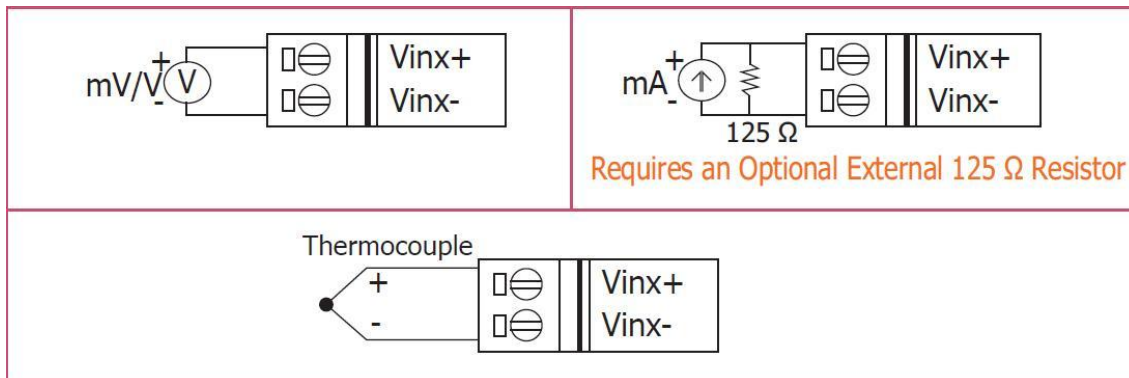 mV/V
+
-
V
Vinx+
Vinx-
mA
+
-
125 Ω
Vinx+
Vinx-
Requires an Optional External 125 Ω Resistor
Thermocouple
+
-
Vinx+
Vinx-